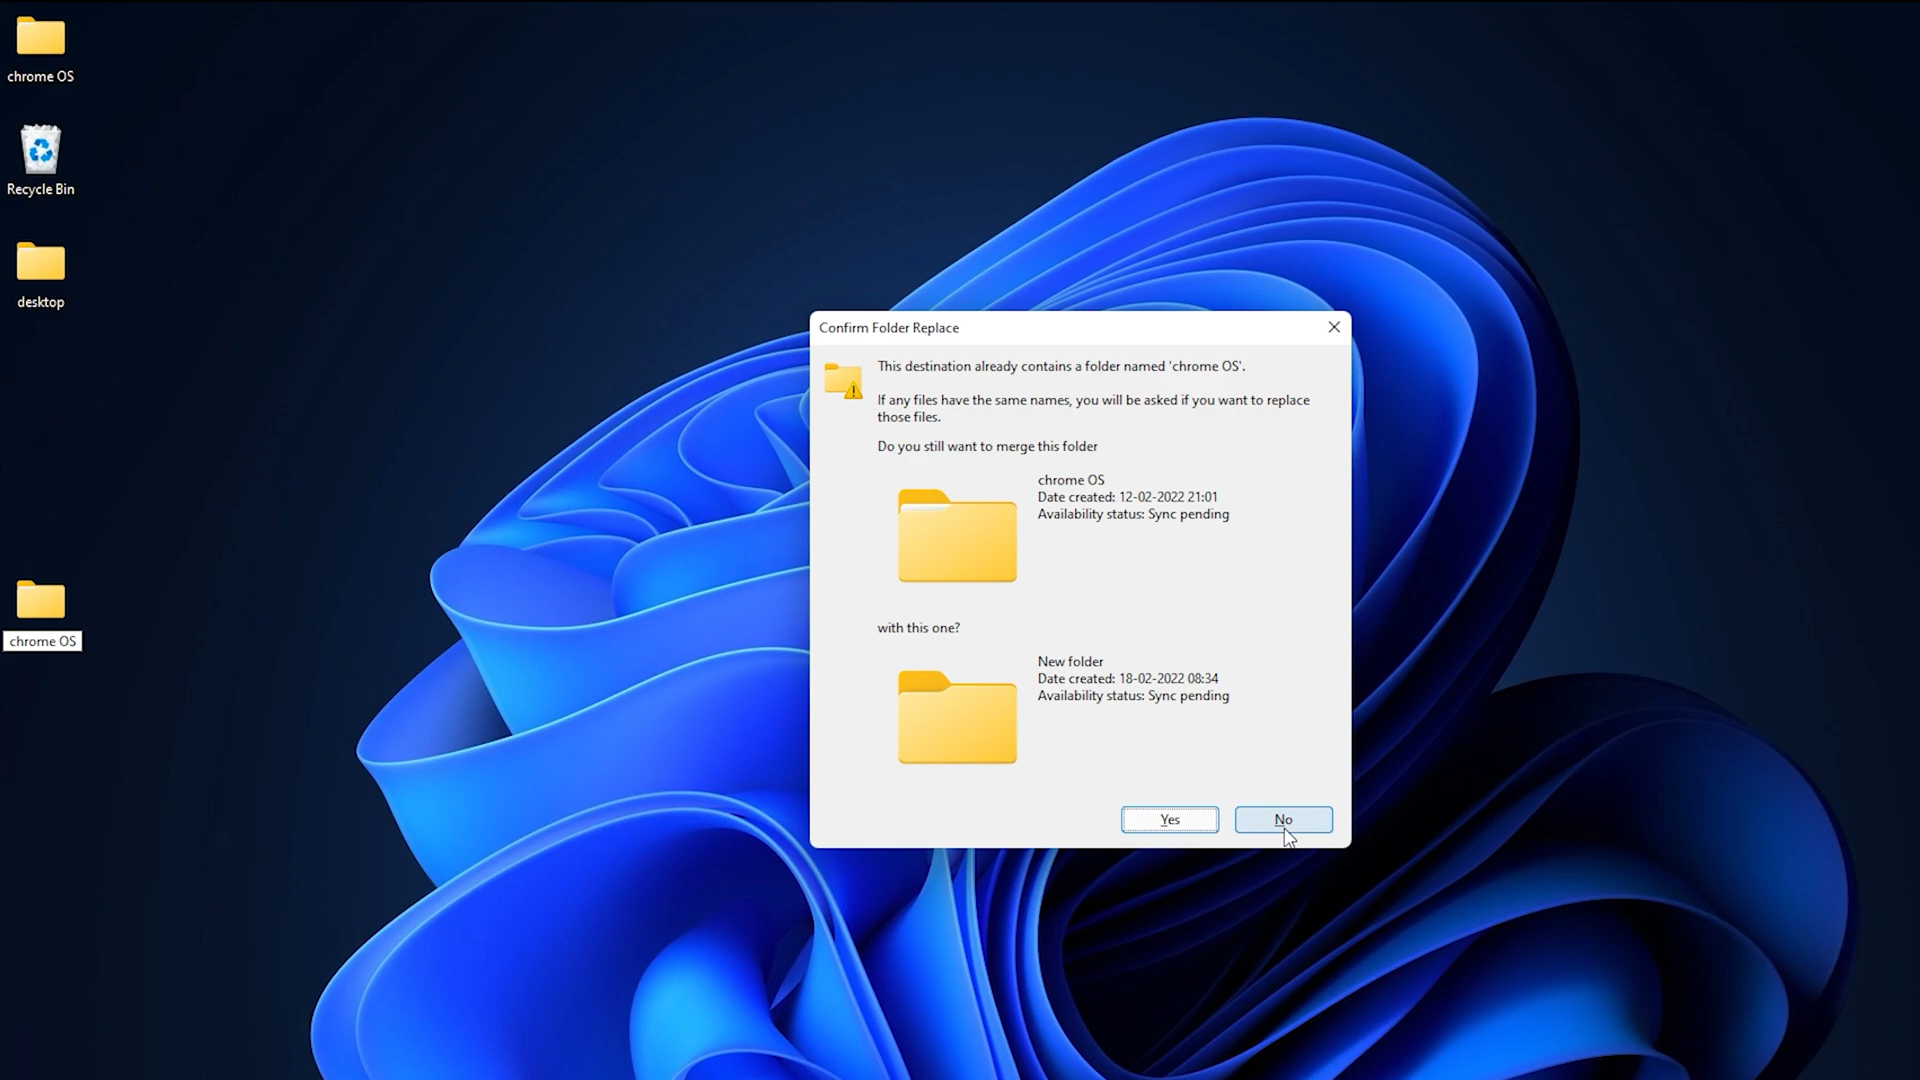 chrome OS
Recycle Bin
desktop
chrome OS
Confirm Folder Replace
This destination already contains a folder named 'chrome OS'.
If any files have the same names, you will be asked if you want to replace
those files.
Do you still want to merge this folder
chrome OS
Date created: 12-02-2022 21:01
Availability status: Sync pending
with this one?
New folder
Date created: 18-02-2022 08:34
Availability status: Sync pending
Yes
No